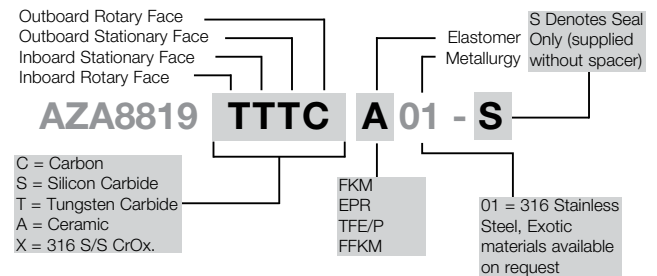 Outboard Rotary Face
Outboard Stationary Face
Inboard Stationary Face
Inboard Rotary Face
Elastomer
Metallurgy
S Denotes Seal
Only (supplied
without spacer)
AZA8819 TTTC A 01 - S
C = Carbon
S = Silicon Carbide
T = Tungsten Carbide
A = Ceramic
X = 316 S/S CrOx.
FKM
EPR
TFE/P
FFKM
01 = 316 Stainless
Steel, Exotic
materials available
on request